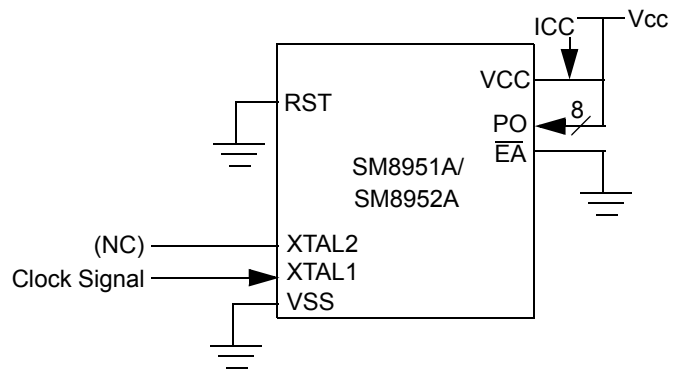 ICC
Vcc
VCC
RST
8
PO
EA
SM8951A/
SM8952A
(NC)
XTAL2
Clock Signal
XTAL1
VSS